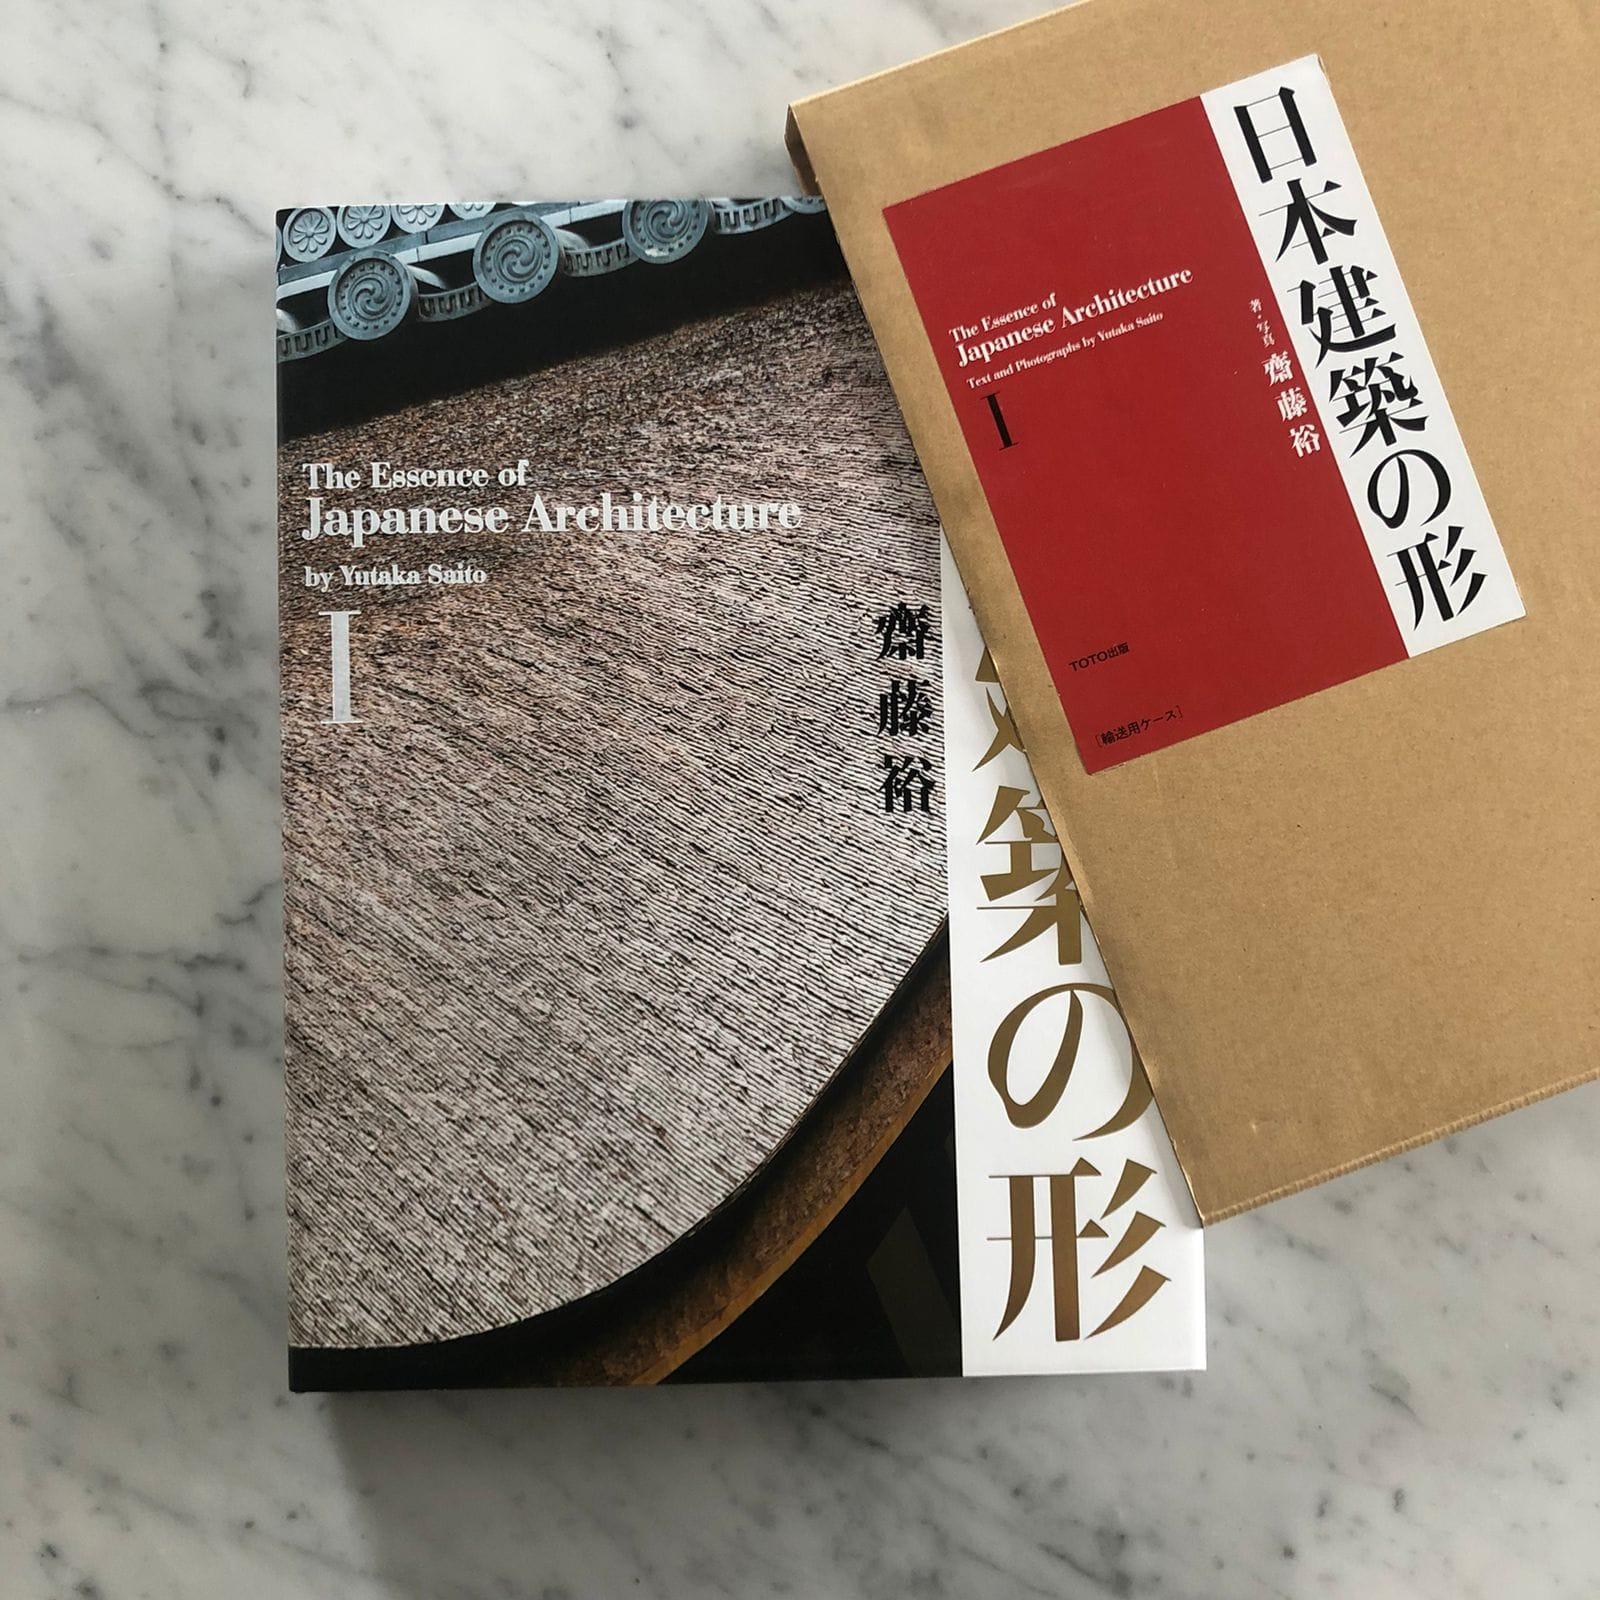 The Essence of
Japanese Architecture
by Yutaka Saito
I
齋藤裕
築の形
The Essence of
Japanese Architecture
Text and Photographs by Yutaka Saito
I
日本建築の形
著・写真 齋藤裕
TOTO出版
[輸送用ケース]